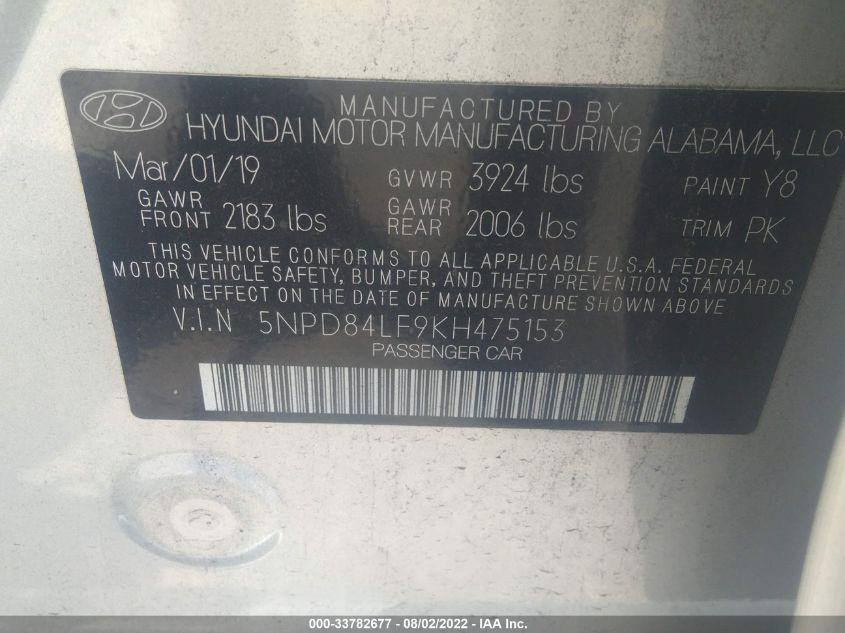 MANUFACTURED BY
HYUNDAI MOTOR MANUFACTURING ALABAMA, LLC
Mar/01/19 GVWR 3924 lbs PAINT Y8
GAWR FRONT 2183 lbs GAWR REAR 2006 lbs TRIM PK
THIS VEHICLE CONFORMS TO ALL APPLICABLE U.S.A. FEDERAL
MOTOR VEHICLE SAFETY, BUMPER, AND THEFT PREVENTION STANDARDS
IN EFFECT ON THE DATE OF MANUFACTURE SHOWN ABOVE
V.I.N 5NPD84LF9KH475153
PASSENGER CAR
000-33782677 - 08/02/2022 - IAA Inc.